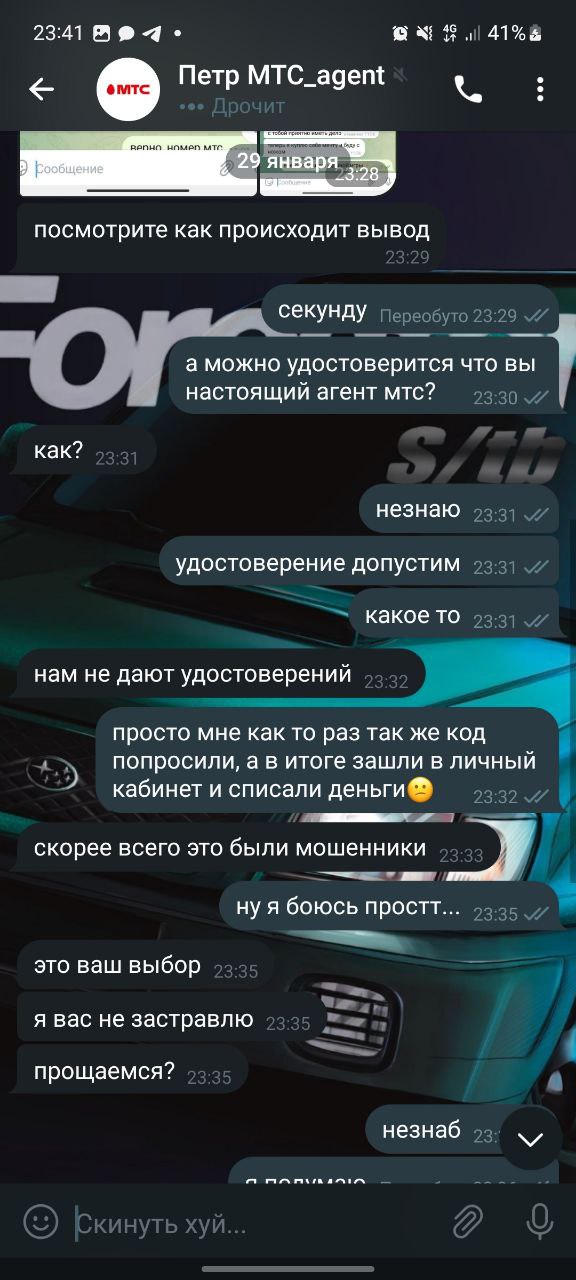 23:41
4G
41%
Петр МТС_agent
МТС
Дрочит
верно, номер мтс
Сообщение
29 января
23:28
посмотрите как происходит вывод
23:29
секунду Переобуто 23:29
а можно удостоверится что вы
настоящий агент мтс? 23:30
как? 23:31
незнаю 23:31
удостоверение допустим 23:31
какое то 23:31
нам не дают удостоверений 23:32
просто мне как то раз так же код
попросили, а в итоге зашли в личный
кабинет и списали деньги😕 23:32
скорее всего это были мошенники 23:33
ну я боюсь простт... 23:35
это ваш выбор 23:35
я вас не заставлю 23:35
прощаемся? 23:35
незнаб 23:
я подумаю
Скинуть хуй...